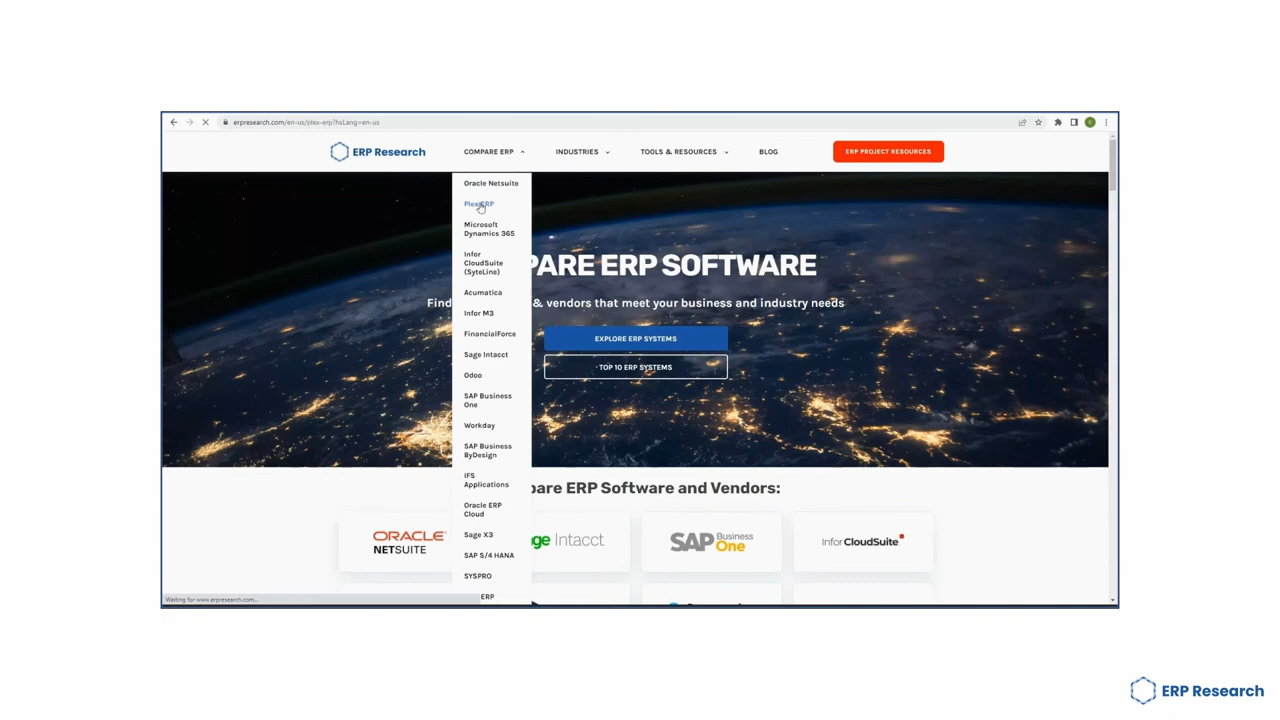 erpresearch.com/en-us/plex-erp?hsLang=en-us
ERP Research
COMPARE ERP
INDUSTRIES
TOOLS & RESOURCES
BLOG
ERP PROJECT RESOURCES
Oracle Netsuite
Plex ERP
Microsoft
Dynamics 365
Infor
CloudSuite
(SyteLine)
Acumatica
Infor M3
FinancialForce
Sage Intacct
Odoo
SAP Business
One
Workday
SAP Business
ByDesign
IFS
Applications
Oracle ERP
Cloud
Sage X3
SAP S/4 HANA
SYSPRO
ERP
PARE ERP SOFTWARE
Find & vendors that meet your business and industry needs
EXPLORE ERP SYSTEMS
TOP 10 ERP SYSTEMS
pare ERP Software and Vendors:
ORACLE
NETSUITE
ge Intacct
SAP Business
One
Infor CloudSuite
Waiting for www.erpresearch.com...
ERP Research